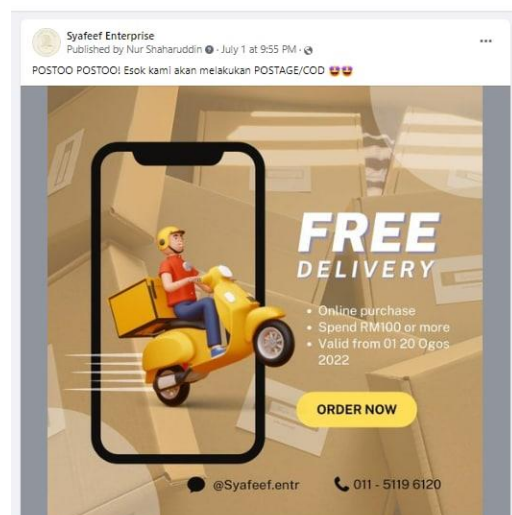 Syafeef Enterprise
Published by Nur Shaharuddin · July 1 at 9:55 PM ·
POSTOO POSTOO! Esok kami akan melakukan POSTAGE/COD
FREE
DELIVERY
• Online purchase
• Spend RM100 or more
• Valid from 01 20 Ogos
2022
ORDER NOW
@Syafeef.entr
011 - 5119 6120